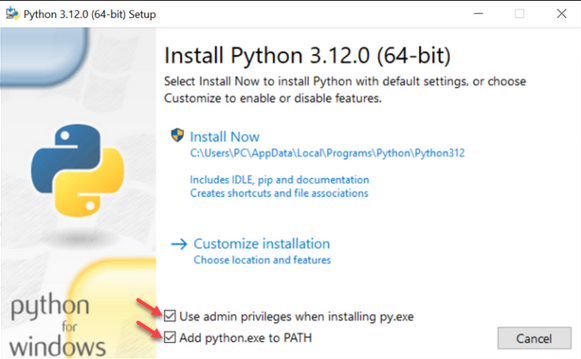 Python 3.12.0 (64-bit) Setup
Install Python 3.12.0 (64-bit)
Select Install Now to install Python with default settings, or choose
Customize to enable or disable features.
Install Now
C:\Users\PC\AppData\Local\Programs\Python\Python312
Includes IDLE, pip and documentation
Creates shortcuts and file associations
Customize installation
Choose location and features
Use admin privileges when installing py.exe
Add python.exe to PATH
python
for
windows
Cancel